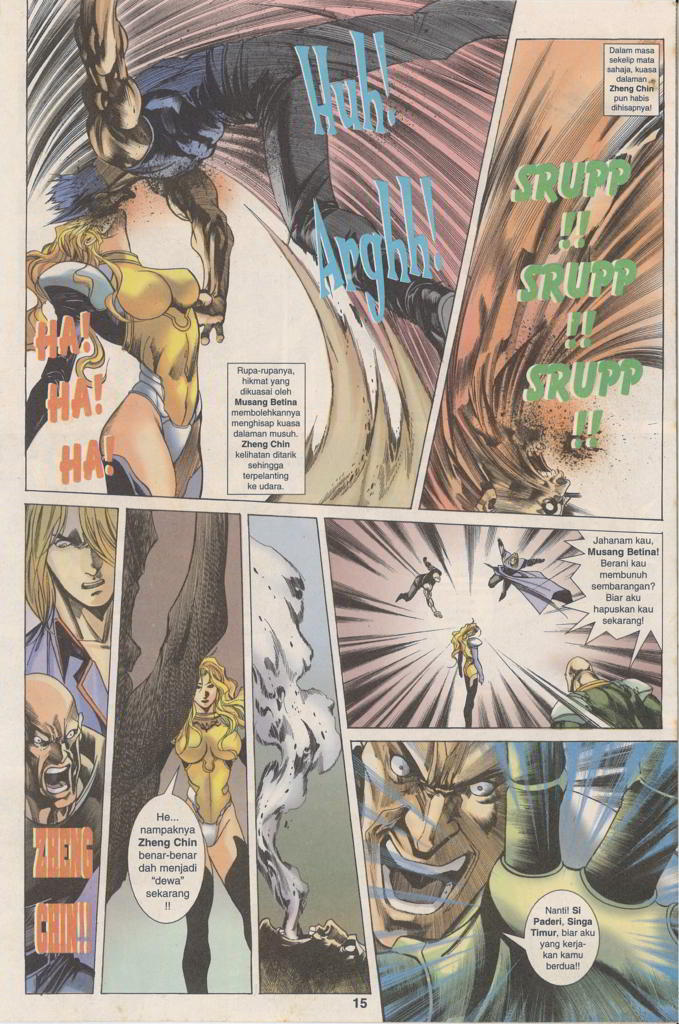 Huh!
Arghh!
HA!
HA!
HA!
Rupa-rupanya,
hikmat yang
dikuasai oleh
Musang Betina
membolehkannya
menghisap kuasa
dalaman musuh.
Zheng Chin
kelihatan ditarik
sehingga
terpelanting
ke udara.
Dalam masa
sekelip mata
sahaja, kuasa
dalaman
Zheng Chin
pun habis
dihisapnya!
SRUPP
!!
SRUPP
!!
SRUPP
!!
ZHENG
CHIN!!
He...
nampaknya
Zheng Chin
benar-benar
dah menjadi
“dewa”
sekarang
!!
Jahanam kau,
Musang Betina!
Berani kau
membunuh
sembarangan?
Biar aku
hapuskan kau
sekarang!
Nanti! Si
Paderi, Singa
Timur, biar aku
yang kerja-
kan kamu
berdua!!
15